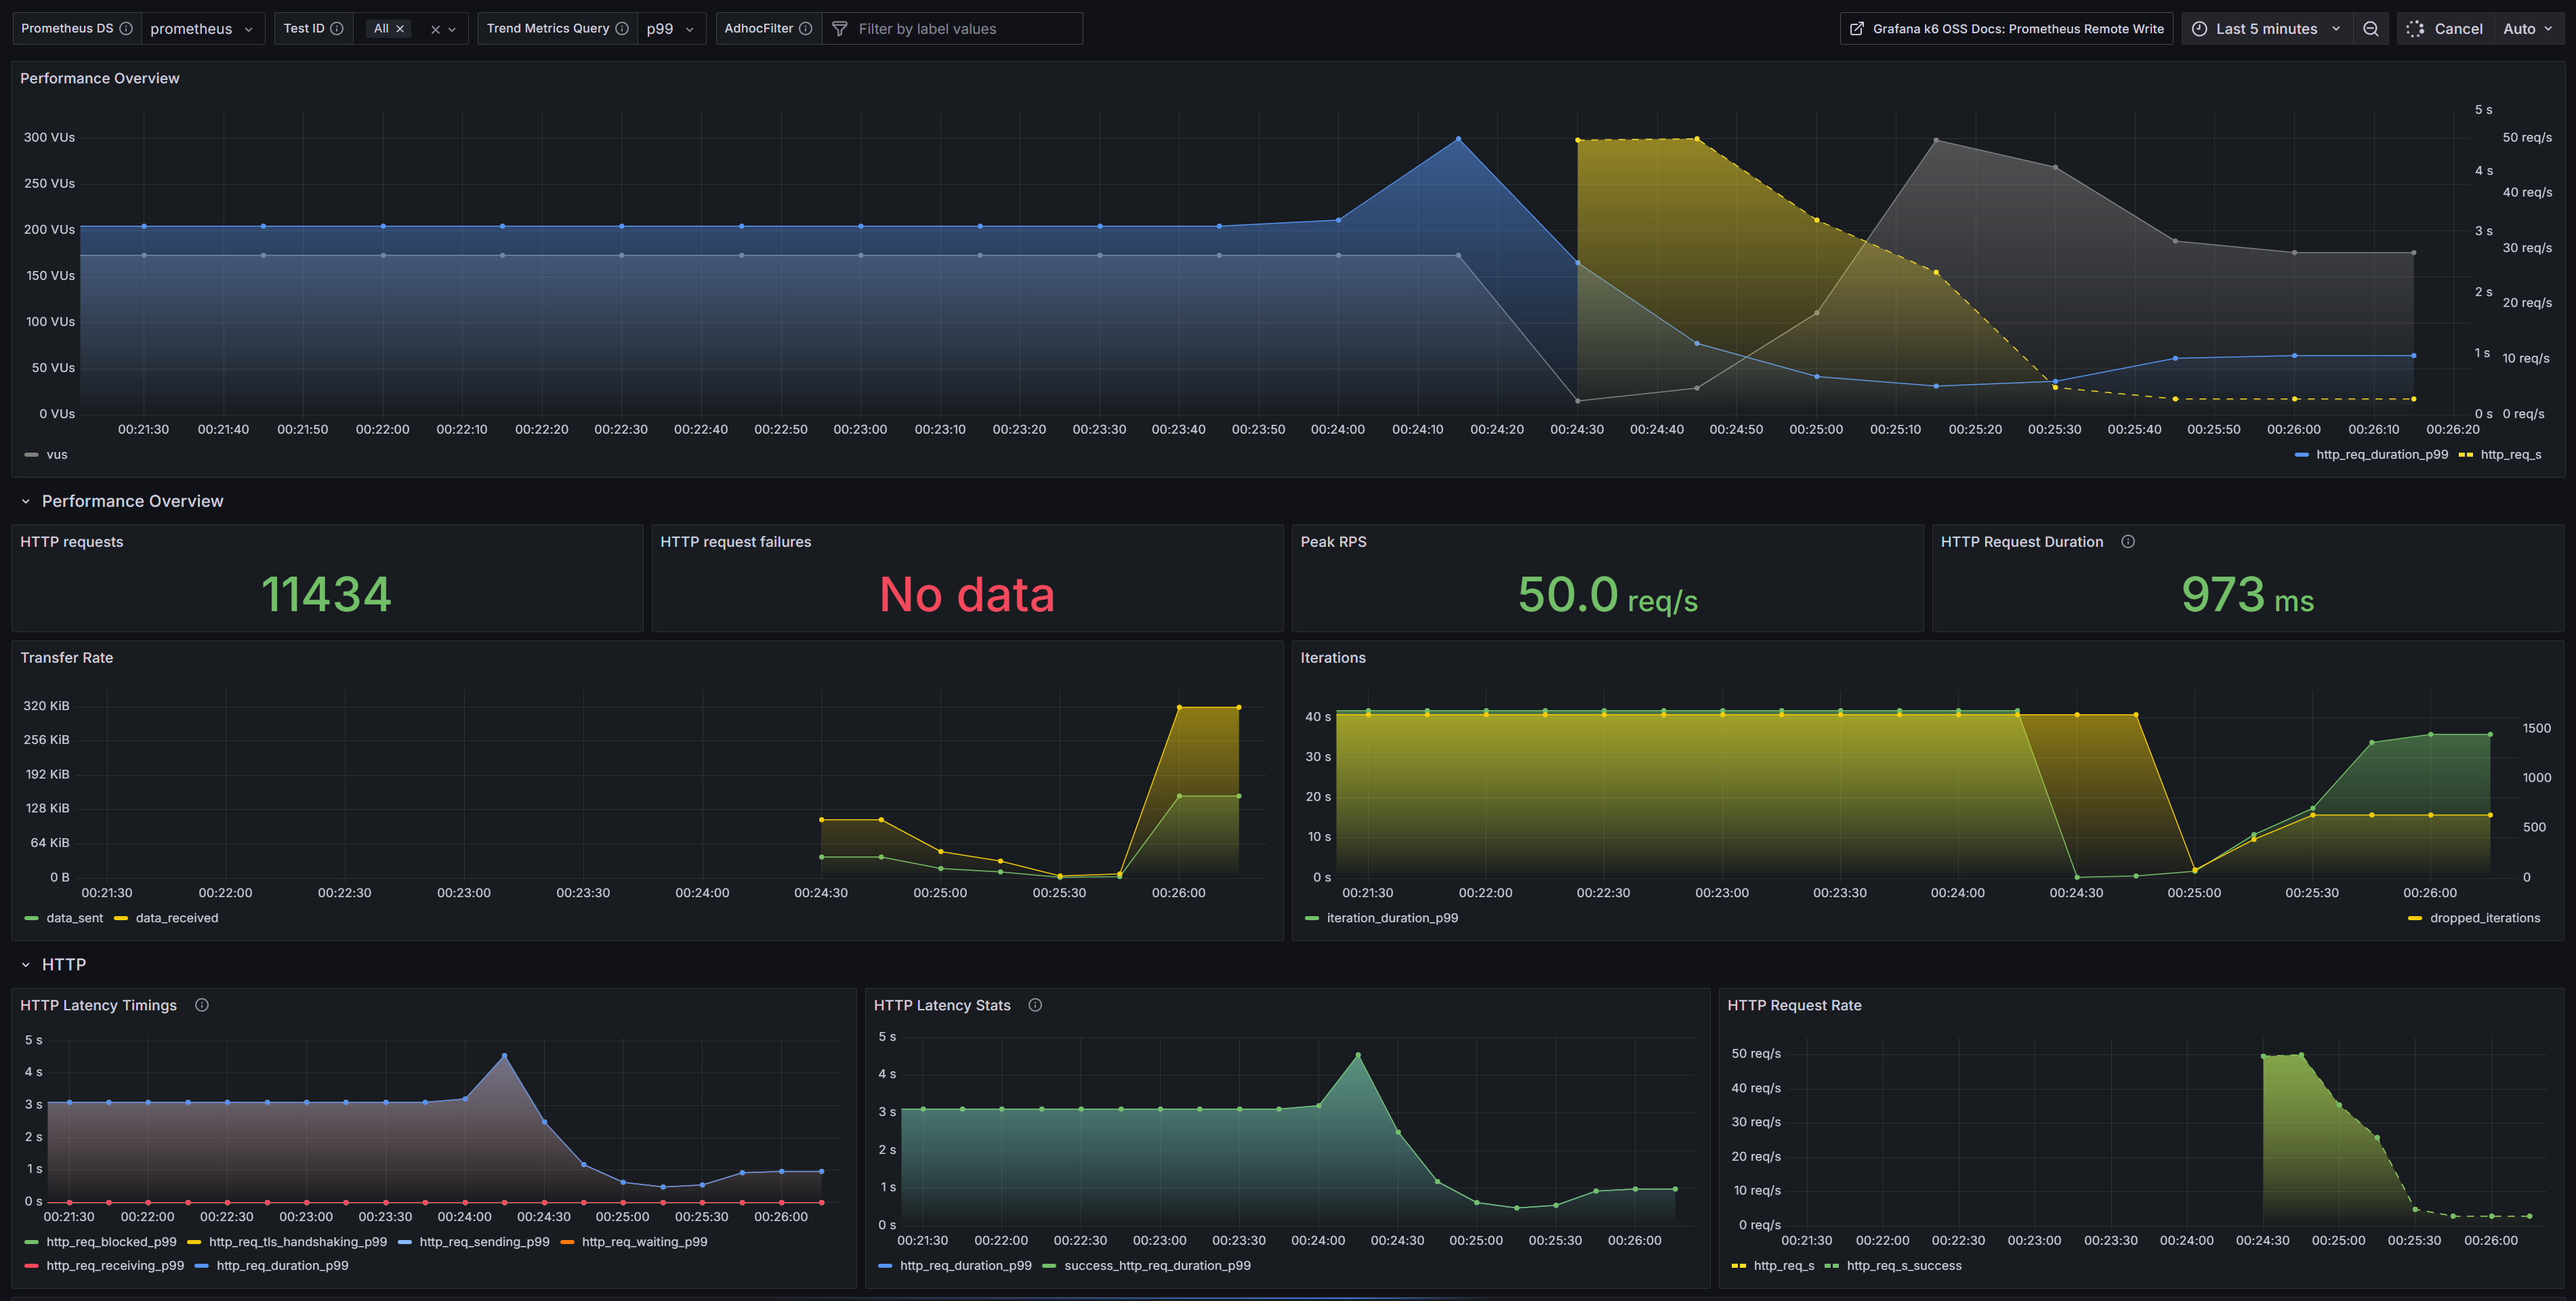 Prometheus DS prometheus Test ID All Trend Metrics Query p99 AdhocFilter Filter by label values Grafana k6 OSS Docs: Prometheus Remote Write Last 5 minutes Cancel Auto
Performance Overview
5 s
300 VUs 50 req/s
250 VUs 4 s
40 req/s
200 VUs 3 s
30 req/s
150 VUs
2 s
20 req/s
100 VUs
50 VUs 1 s 10 req/s
0 VUs 0 s 0 req/s
00:21:30 00:21:40 00:21:50 00:22:00 00:22:10 00:22:20 00:22:30 00:22:40 00:22:50 00:23:00 00:23:10 00:23:20 00:23:30 00:23:40 00:23:50 00:24:00 00:24:10 00:24:20 00:24:30 00:24:40 00:24:50 00:25:00 00:25:10 00:25:20 00:25:30 00:25:40 00:25:50 00:26:00 00:26:10 00:26:20
vus http_req_duration_p99 http_req_s
Performance Overview
HTTP requests
11434
HTTP request failures
No data
Peak RPS
50.0 req/s
HTTP Request Duration
973 ms
Transfer Rate
320 KiB
256 KiB
192 KiB
128 KiB
64 KiB
0 B
00:21:30 00:22:00 00:22:30 00:23:00 00:23:30 00:24:00 00:24:30 00:25:00 00:25:30 00:26:00
data_sent data_received
Iterations
40 s
1500
30 s
1000
20 s
500
10 s
0 s 0
00:21:30 00:22:00 00:22:30 00:23:00 00:23:30 00:24:00 00:24:30 00:25:00 00:25:30 00:26:00
iteration_duration_p99 dropped_iterations
HTTP
HTTP Latency Timings
5 s
4 s
3 s
2 s
1 s
0 s
00:21:30 00:22:00 00:22:30 00:23:00 00:23:30 00:24:00 00:24:30 00:25:00 00:25:30 00:26:00
http_req_blocked_p99 http_req_tls_handshaking_p99 http_req_sending_p99 http_req_waiting_p99
http_req_receiving_p99 http_req_duration_p99
HTTP Latency Stats
5 s
4 s
3 s
2 s
1 s
0 s
00:21:30 00:22:00 00:22:30 00:23:00 00:23:30 00:24:00 00:24:30 00:25:00 00:25:30 00:26:00
http_req_duration_p99 success_http_req_duration_p99
HTTP Request Rate
50 req/s
40 req/s
30 req/s
20 req/s
10 req/s
0 req/s
00:21:30 00:22:00 00:22:30 00:23:00 00:23:30 00:24:00 00:24:30 00:25:00 00:25:30 00:26:00
http_req_s http_req_s_success